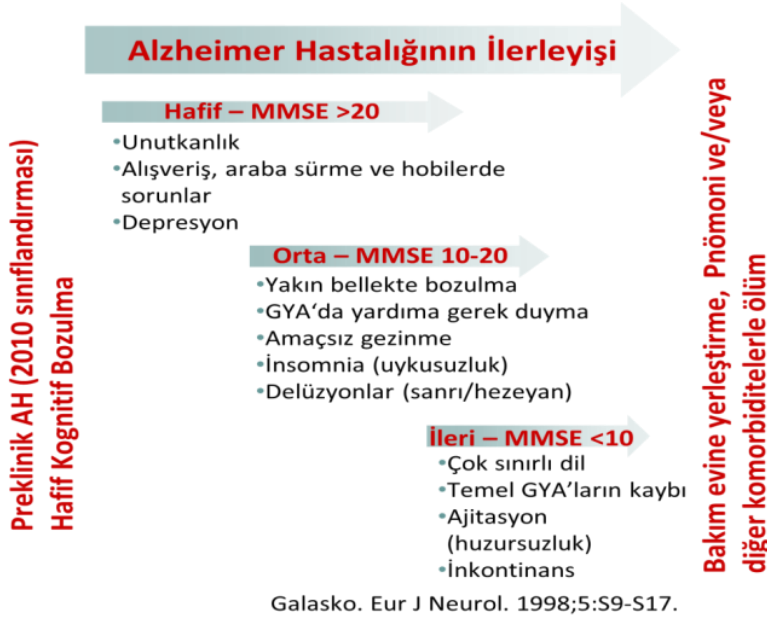 Alzheimer Hastalığının İlerleyişi
Preklinik AH (2010 sınıflandırması)
Hafif Kognitif Bozulma
Hafif – MMSE >20
•Unutkanlık
•Alışveriş, araba sürme ve hobilerde
sorunlar
•Depresyon
Orta – MMSE 10-20
•Yakın bellekte bozulma
•GYA‘da yardıma gerek duyma
•Amaçsız gezinme
•İnsomnia (uykusuzluk)
•Delüzyonlar (sanrı/hezeyan)
İleri – MMSE <10
•Çok sınırlı dil
•Temel GYA’ların kaybı
•Ajitasyon
(huzursuzluk)
•İnkontinans
Bakım evine yerleştirme, Pnömoni ve/veya
diğer komorbiditelerle ölüm
Galasko. Eur J Neurol. 1998;5:S9-S17.